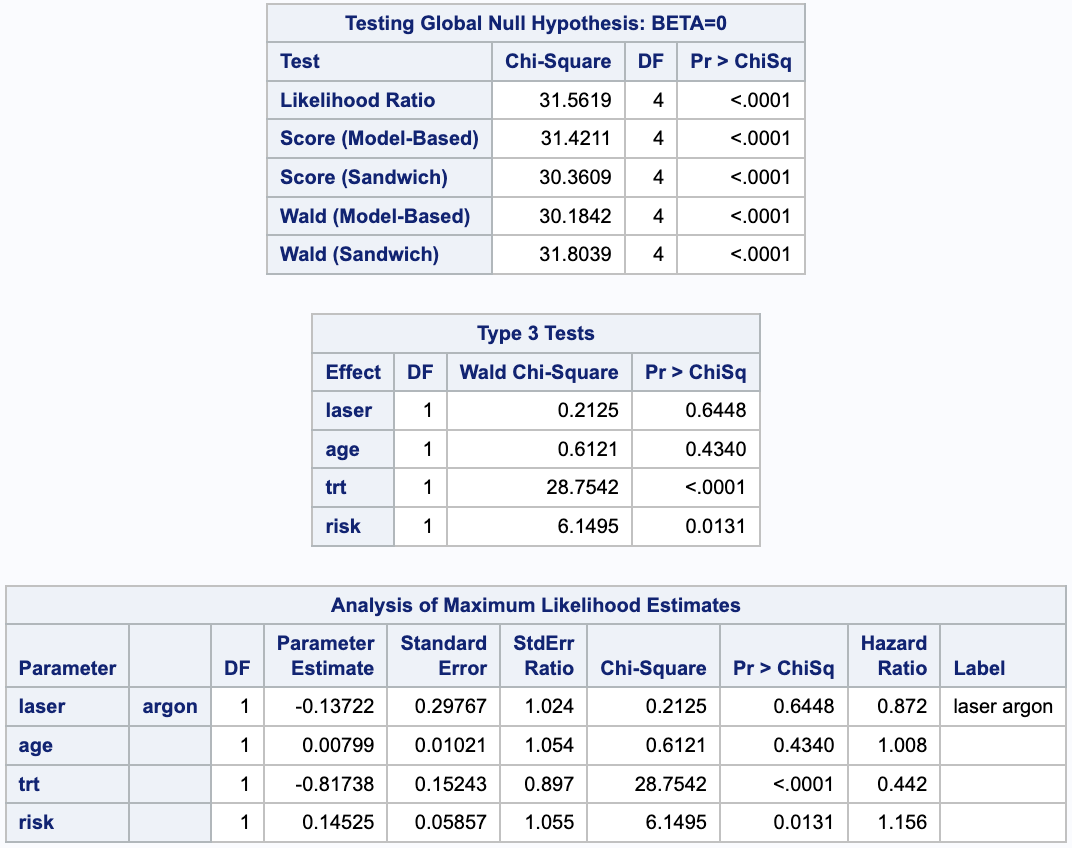 Testing Global Null Hypothesis: BETA=0
Test Chi-Square DF Pr > ChiSq
Likelihood Ratio 31.5619 4 <.0001
Score (Model-Based) 31.4211 4 <.0001
Score (Sandwich) 30.3609 4 <.0001
Wald (Model-Based) 30.1842 4 <.0001
Wald (Sandwich) 31.8039 4 <.0001
Type 3 Tests
Effect DF Wald Chi-Square Pr > ChiSq
laser 1 0.2125 0.6448
age 1 0.6121 0.4340
trt 1 28.7542 <.0001
risk 1 6.1495 0.0131
Analysis of Maximum Likelihood Estimates
Parameter Standard StdErr Hazard
Parameter DF Estimate Error Ratio Chi-Square Pr > ChiSq Ratio Label
laser argon 1 -0.13722 0.29767 1.024 0.2125 0.6448 0.872 laser argon
age 1 0.00799 0.01021 1.054 0.6121 0.4340 1.008
trt 1 -0.81738 0.15243 0.897 28.7542 <.0001 0.442
risk 1 0.14525 0.05857 1.055 6.1495 0.0131 1.156